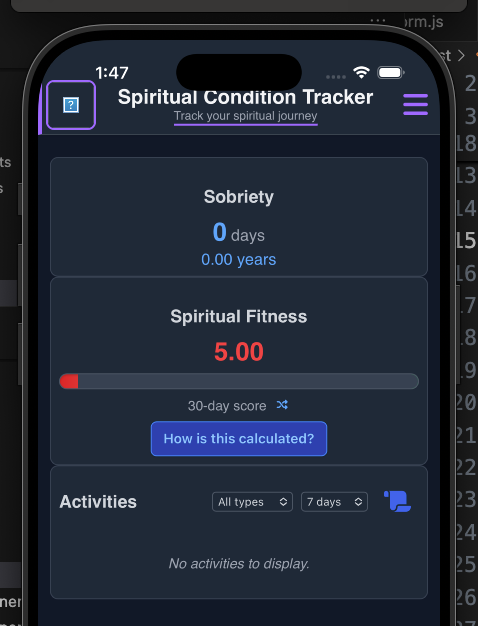 orm.js
1:47
Spiritual Condition Tracker
Track your spiritual journey
Sobriety
0 days
0.00 years
Spiritual Fitness
5.00
30-day score
How is this calculated?
Activities
All types
7 days
No activities to display.
st >
ts
s
ner
2
3
18
13
14
15
16
17
18
19
20
21
22
23
24
25
26